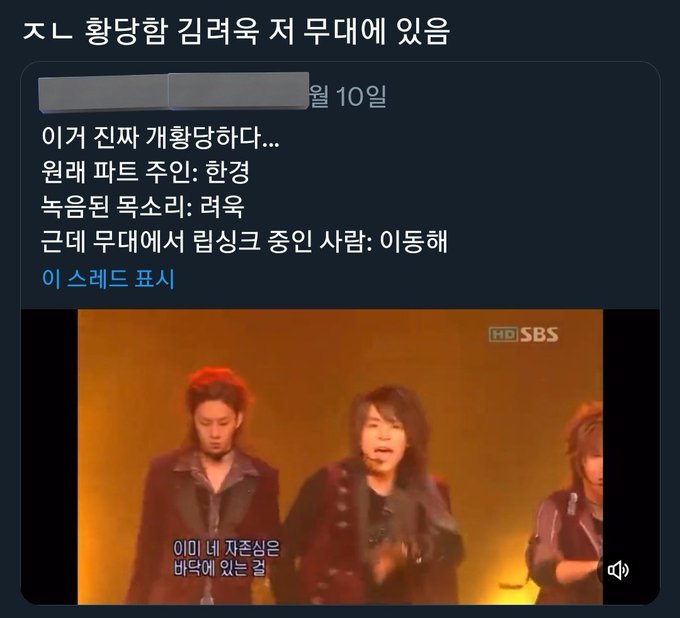 ㅈㄴ 황당함 김려욱 저 무대에 있음
월 10일
이거 진짜 개황당하다...
원래 파트 주인: 한경
녹음된 목소리: 려욱
근데 무대에서 립싱크 중인 사람: 이동해
이 스레드 표시
HD SBS
이미 네 자존심은
바닥에 있는 걸